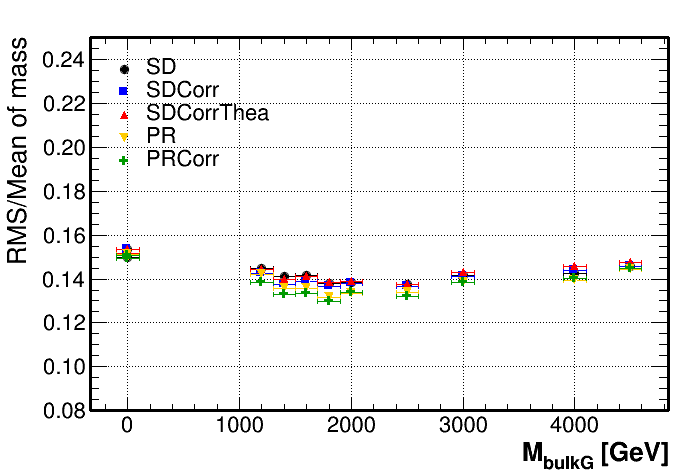 RMS/Mean of mass
0.24
0.22
0.20
0.18
0.16
0.14
0.12
0.10
0.08
SD
SDCorr
SDCorrThea
PR
PRCorr
0 1000 2000 3000 4000
M_bulkG [GeV]